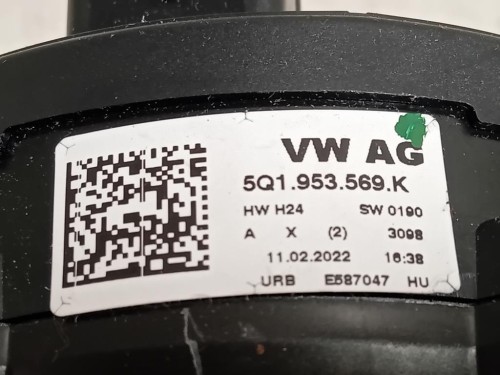 VW AG
5Q1.953.569.K
HW H24 SW 0190
A X (2) 3098
11.02.2022 16:38
URB E587047 HU